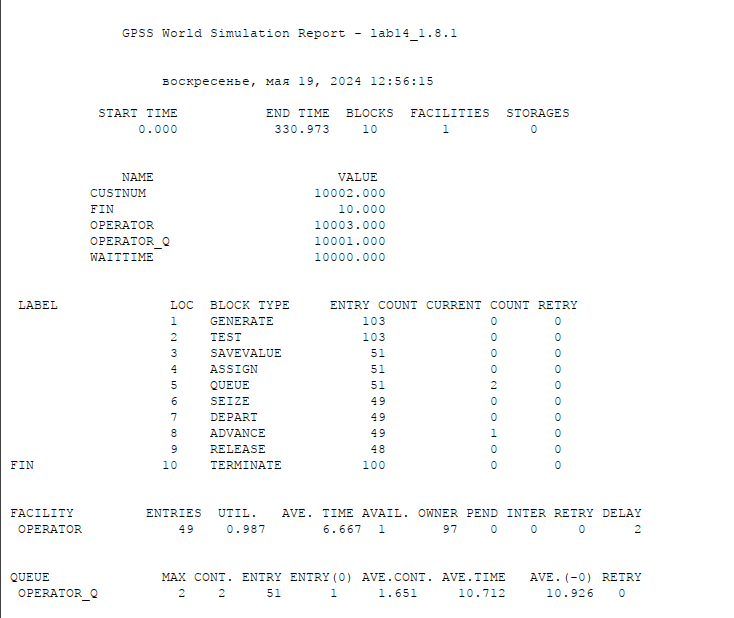 GPSS World Simulation Report - lab14_1.8.1
воскресенье, мая 19, 2024 12:56:15
START TIME END TIME BLOCKS FACILITIES STORAGES
0.000 330.973 10 1 0
NAME VALUE
CUSTNUM 10002.000
FIN 10.000
OPERATOR 10003.000
OPERATOR_Q 10001.000
WAITTIME 10000.000
LABEL LOC BLOCK TYPE ENTRY COUNT CURRENT COUNT RETRY
1 GENERATE 103 0 0
2 TEST 103 0 0
3 SAVEVALUE 51 0 0
4 ASSIGN 51 0 0
5 QUEUE 51 2 0
6 SEIZE 49 0 0
7 DEPART 49 0 0
8 ADVANCE 49 1 0
9 RELEASE 48 0 0
FIN 10 TERMINATE 100 0 0
FACILITY ENTRIES UTIL. AVE. TIME AVAIL. OWNER PEND INTER RETRY DELAY
OPERATOR 49 0.987 6.667 1 97 0 0 0 2
QUEUE MAX CONT. ENTRY ENTRY(0) AVE.CONT. AVE.TIME AVE.(-0) RETRY
OPERATOR_Q 2 2 51 1 1.651 10.712 10.926 0